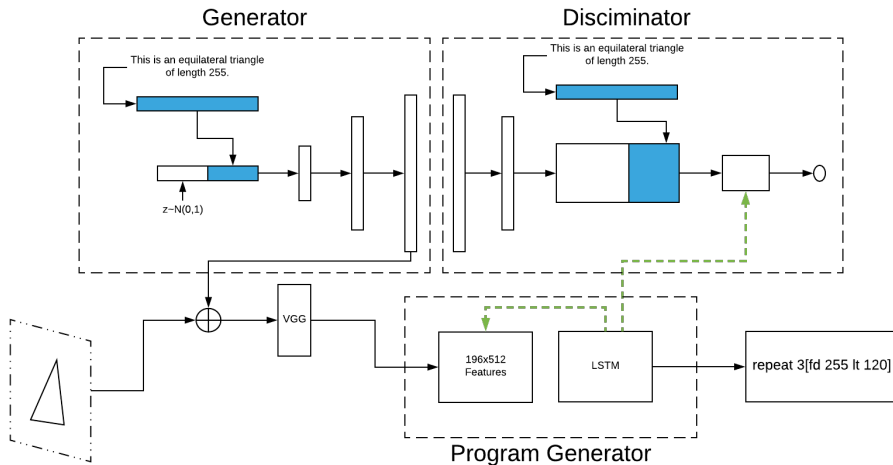 Generator
Disciminator
This is an equilateral triangle
of length 255.
z~N(0,1)
This is an equilateral triangle
of length 255.
VGG
196x512
Features
LSTM
repeat 3[fd 255 lt 120]
Program Generator